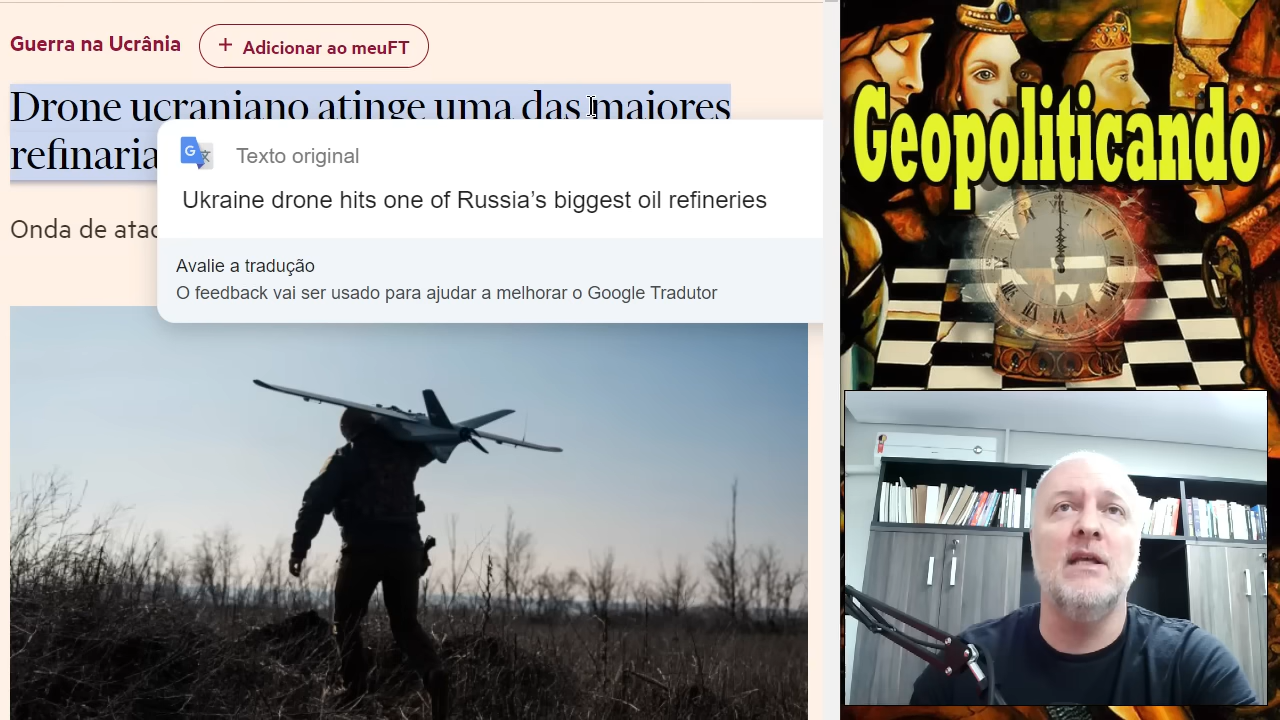 Guerra na Ucrânia
+ Adicionar ao meuFT
Drone ucraniano atinge uma das maiores
refinaria
Texto original
Ukraine drone hits one of Russia's biggest oil refineries
Onda de atac
Avalie a tradução
O feedback vai ser usado para ajudar a melhorar o Google Tradutor
Geopoliticando